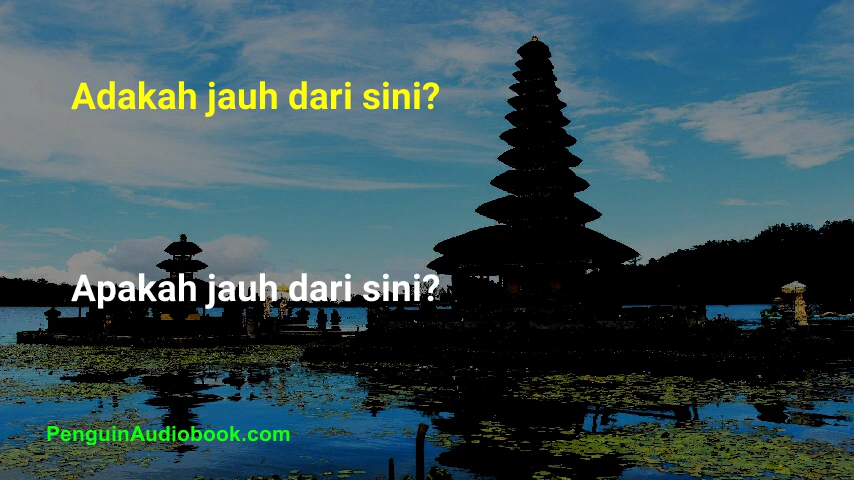 Adakah jauh dari sini?
Apakah jauh dari sini?
PenguinAudiobook.com